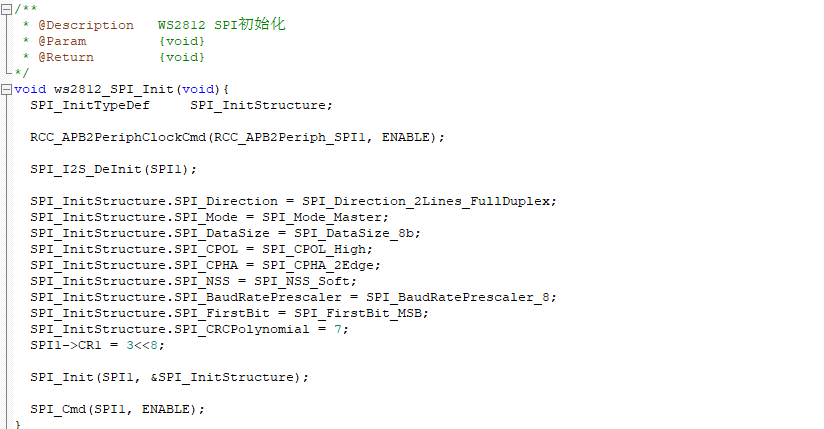 /**
 * @Description   WS2812 SPI初始化
 * @Param         {void}
 * @Return        {void}
*/
void ws2812_SPI_Init(void){
  SPI_InitTypeDef     SPI_InitStructure;
  RCC_APB2PeriphClockCmd(RCC_APB2Periph_SPI1, ENABLE);
  SPI_I2S_DeInit(SPI1);
  SPI_InitStructure.SPI_Direction = SPI_Direction_2Lines_FullDuplex;
  SPI_InitStructure.SPI_Mode = SPI_Mode_Master;
  SPI_InitStructure.SPI_DataSize = SPI_DataSize_8b;
  SPI_InitStructure.SPI_CPOL = SPI_CPOL_High;
  SPI_InitStructure.SPI_CPHA = SPI_CPHA_2Edge;
  SPI_InitStructure.SPI_NSS = SPI_NSS_Soft;
  SPI_InitStructure.SPI_BaudRatePrescaler = SPI_BaudRatePrescaler_8;
  SPI_InitStructure.SPI_FirstBit = SPI_FirstBit_MSB;
  SPI_InitStructure.SPI_CRCPolynomial = 7;
  SPI1->CR1 = 3<<8;
  SPI_Init(SPI1, &SPI_InitStructure);
  SPI_Cmd(SPI1, ENABLE);
}